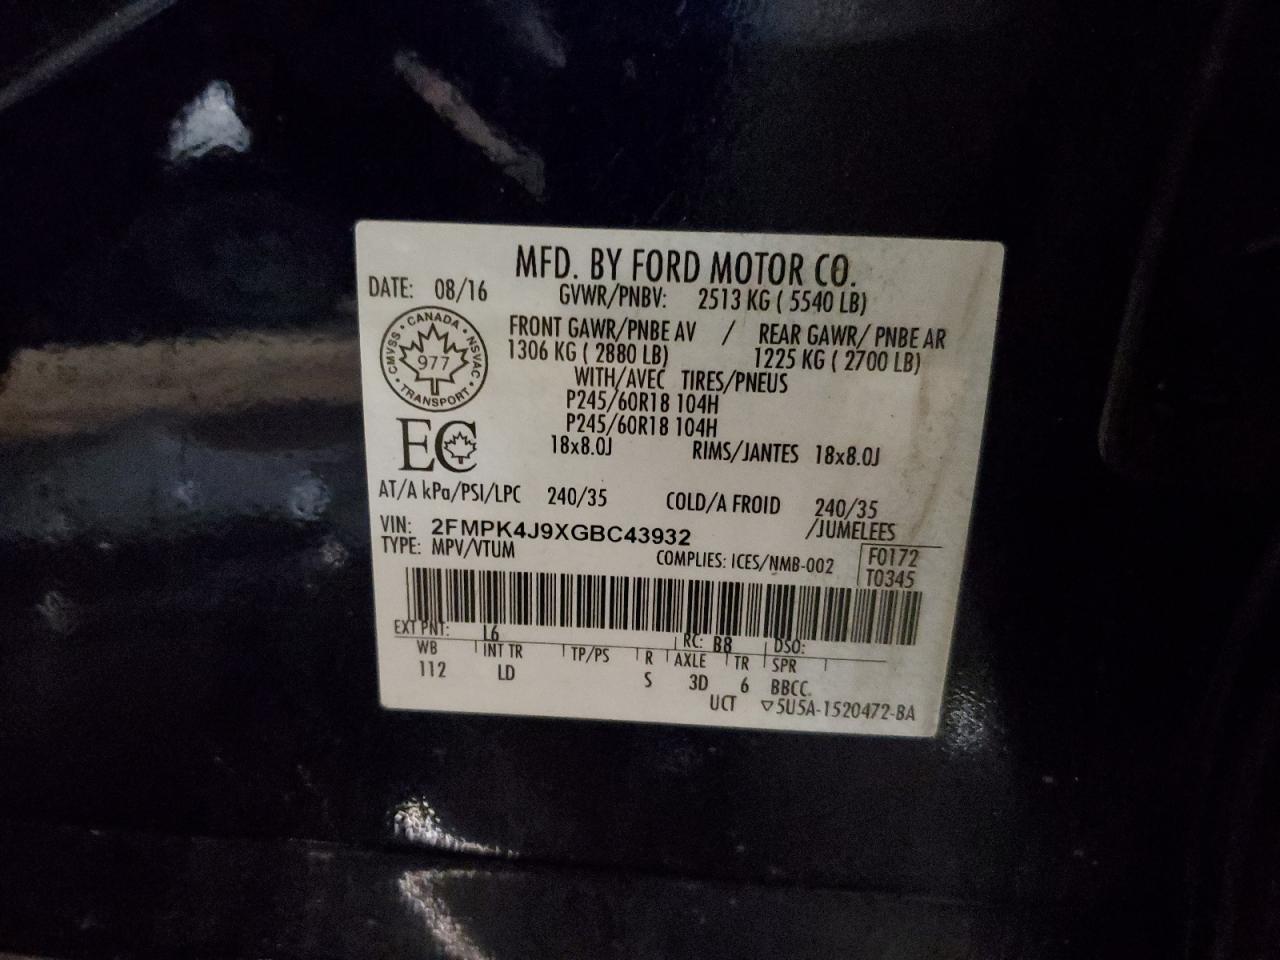 MFD. BY FORD MOTOR CO.
DATE: 08/16
GVWR/PNBV: 2513 KG ( 5540 LB)
FRONT GAWR/PNBE AV / REAR GAWR/ PNBE AR
1306 KG ( 2880 LB) 1225 KG ( 2700 LB)
WITH/AVEC TIRES/PNEUS
P245/60R18 104H
P245/60R18 104H
18x8.0J RIMS/JANTES 18x8.0J
CANADA
CMVSS NSVAC
977
TRANSPORT
EC
AT/A kPa/PSI/LPC 240/35 COLD/A FROID 240/35
/JUMELEES
VIN: 2FMPK4J9XGBC43932
TYPE: MPV/VTUM
COMPLIES: ICES/NMB-002
F0172
T0345
EXT PNT: L6 RC: B8 DSO:
WB INT TR TP/PS R AXLE TR SPR
112 LD S 3D 6 BBCC.
UCT ▽5U5A-1520472-BA